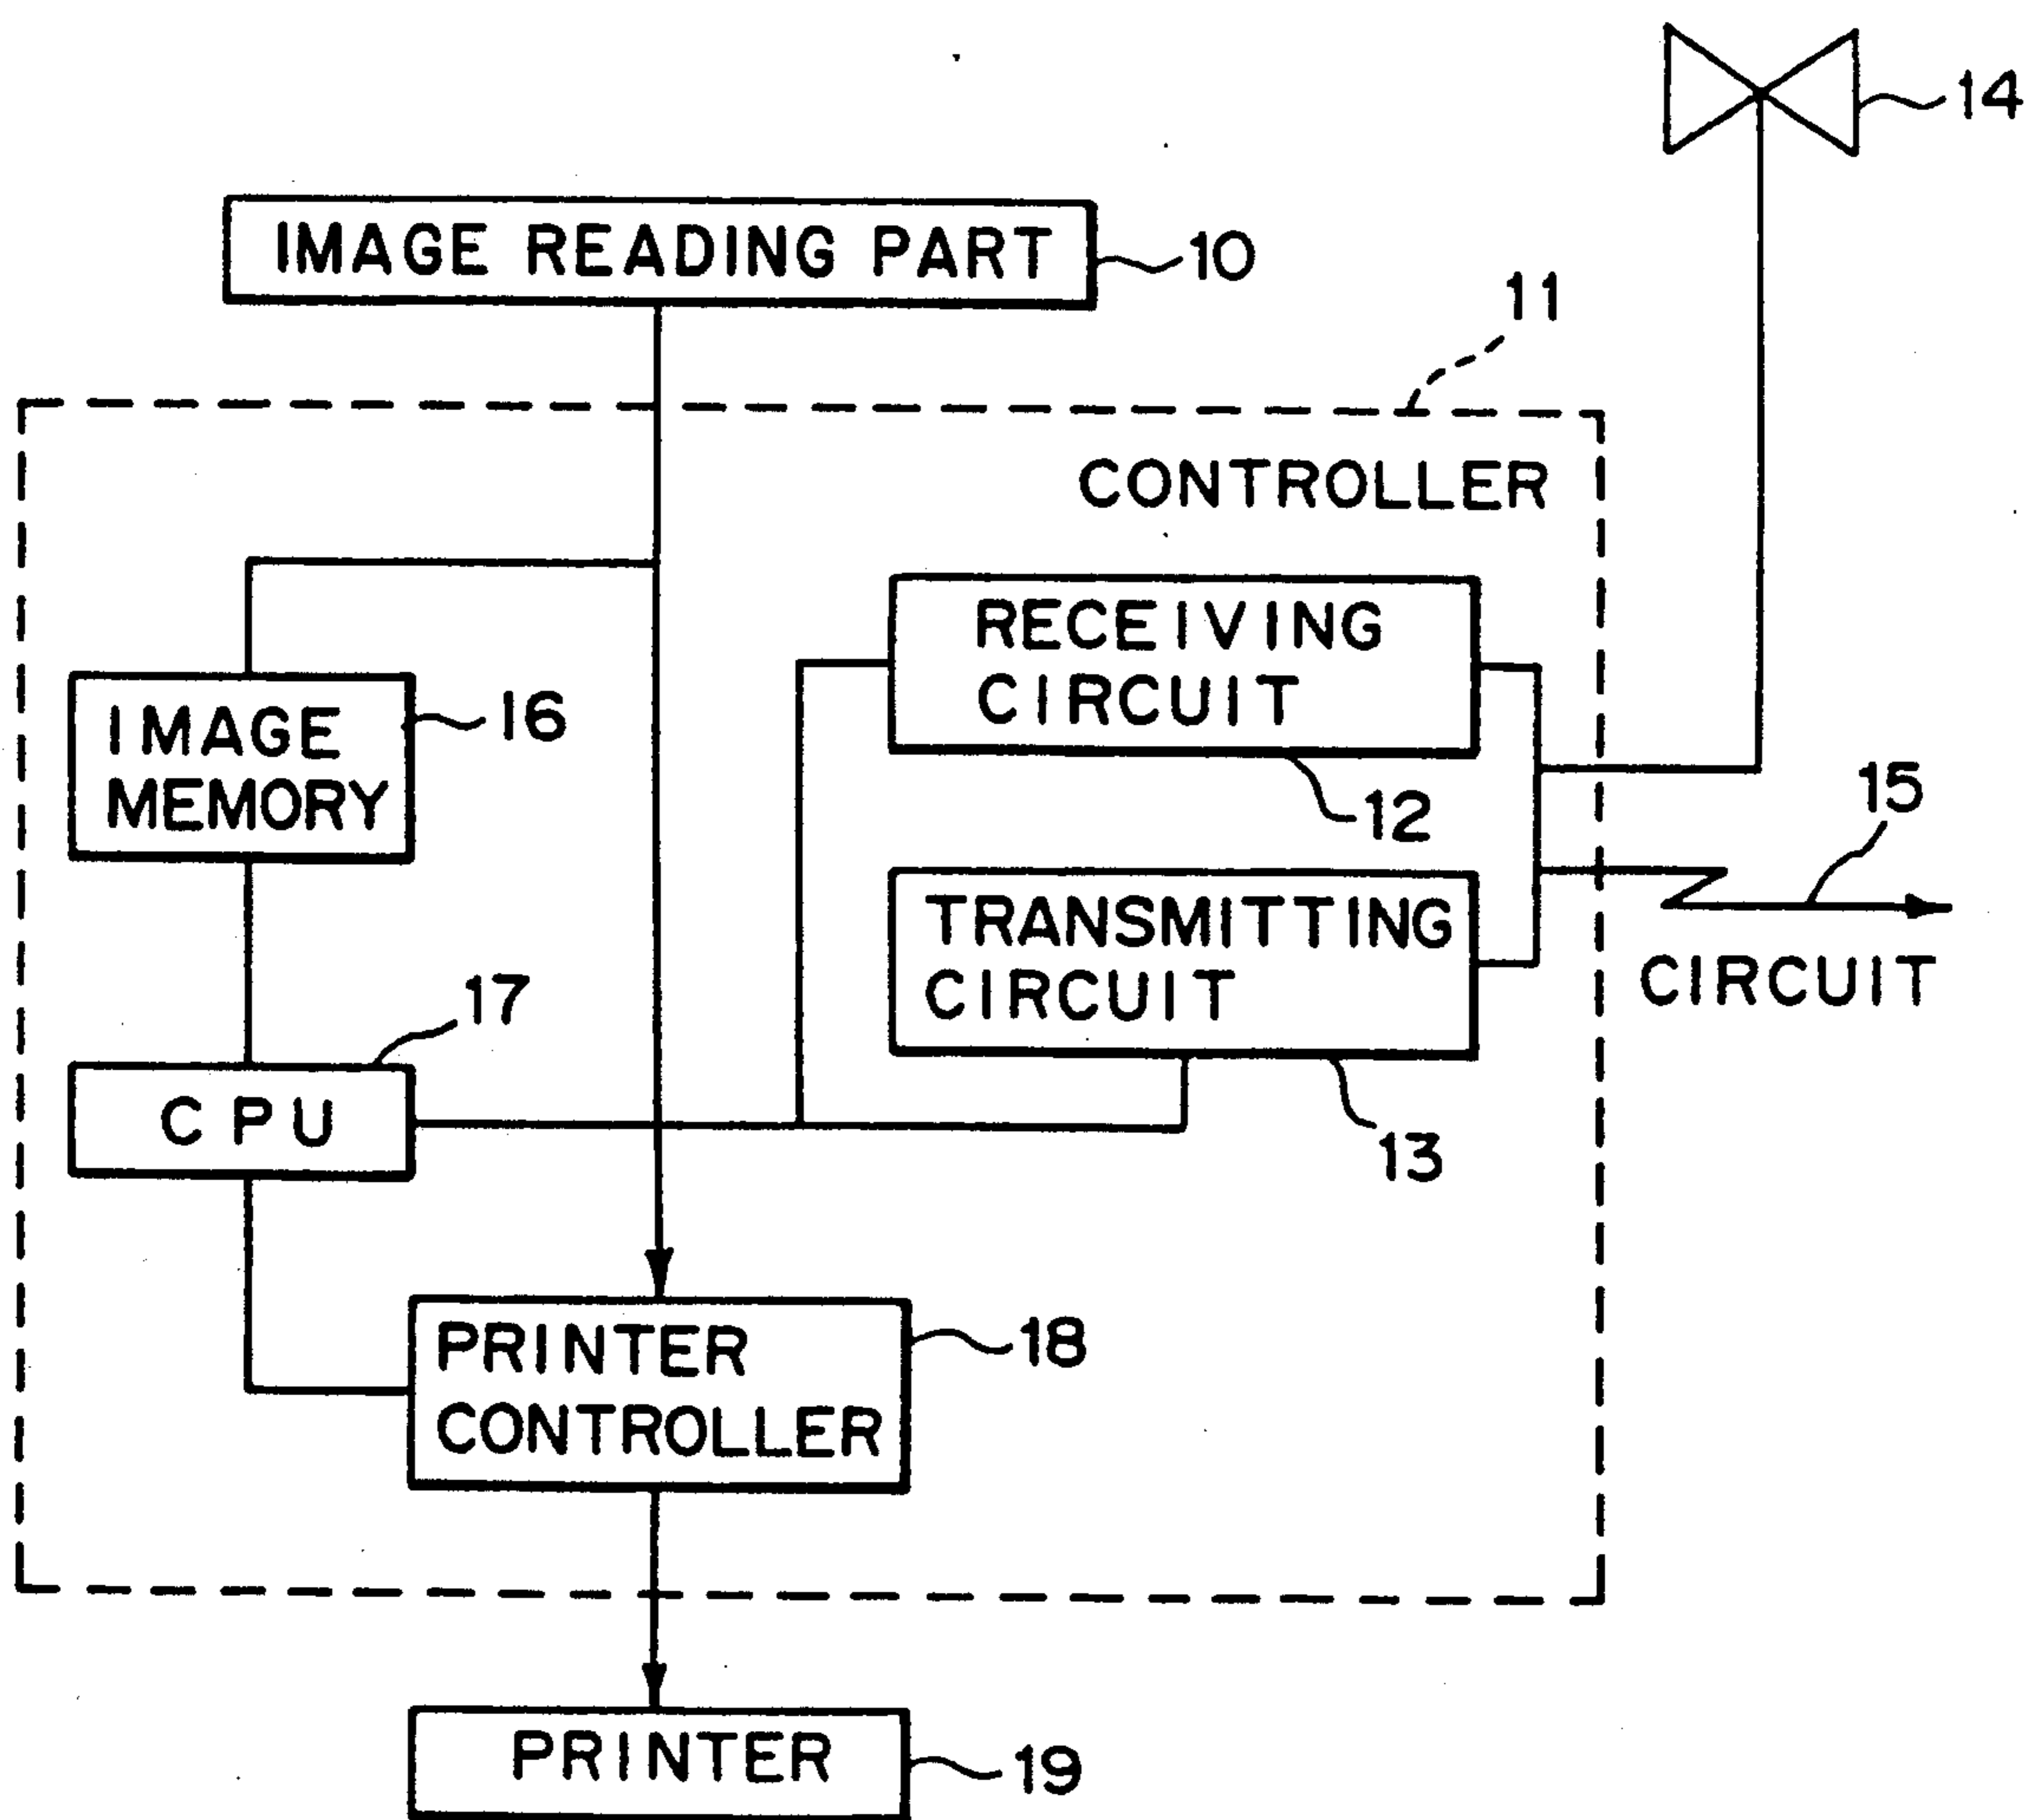 14
IMAGE READING PART
10
11
CONTROLLER
RECEIVING
CIRCUIT
12
IMAGE
MEMORY
16
15
TRANSMITTING
CIRCUIT
13
CIRCUIT
17
CPU
PRINTER
CONTROLLER
18
PRINTER
19